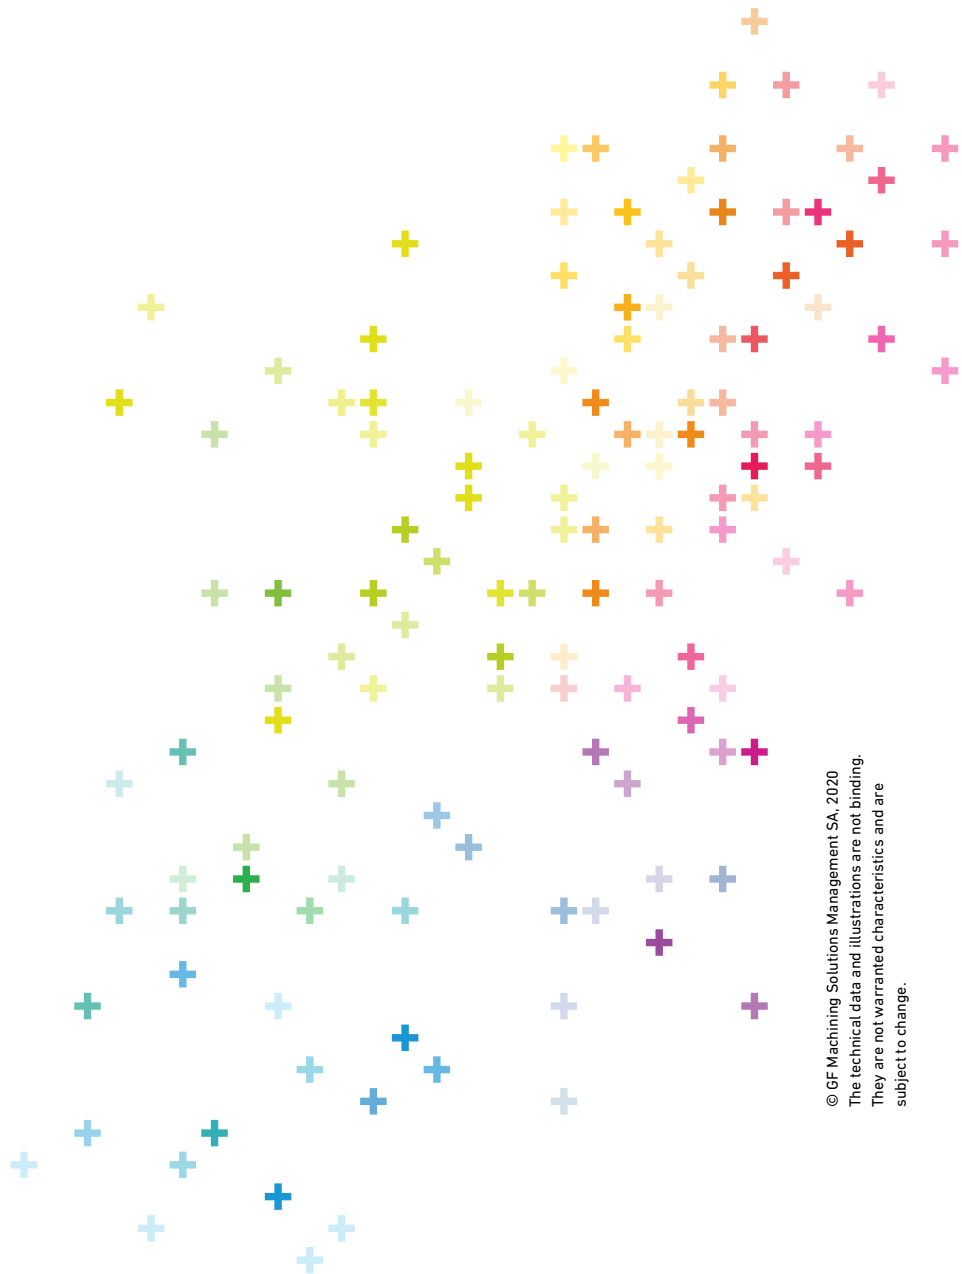 © GF Machining Solutions Management SA, 2020
The technical data and illustrations are not binding.
They are not warranted characteristics and are
subject to change.